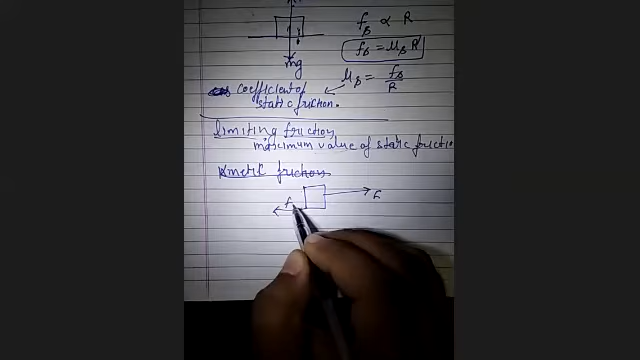 fs ∝ R
fs = μs R
mg
μs = fs/R
coefficient of
static friction.
limiting friction
maximum value of static friction
kinetic friction
F
f